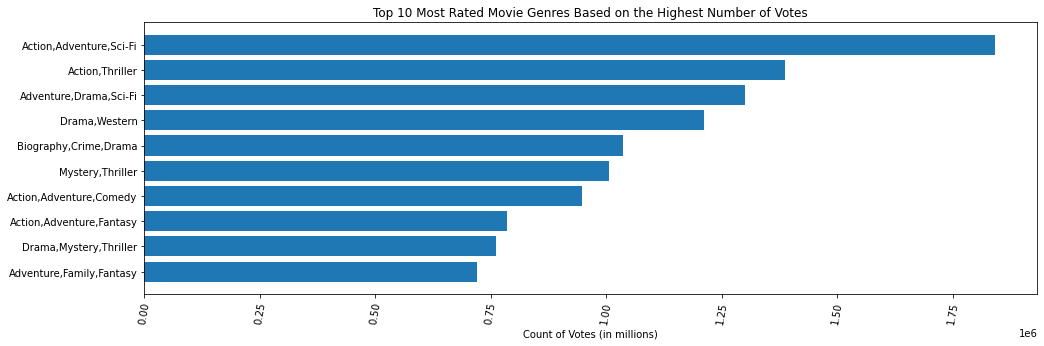 Top 10 Most Rated Movie Genres Based on the Highest Number of Votes
Action,Adventure,Sci-Fi
Action,Thriller
Adventure,Drama,Sci-Fi
Drama,Western
Biography,Crime,Drama
Mystery,Thriller
Action,Adventure,Comedy
Action,Adventure,Fantasy
Drama,Mystery,Thriller
Adventure,Family,Fantasy
0.00 0.25 0.50 0.75 1.00 1.25 1.50 1.75
1e6
Count of Votes (in millions)